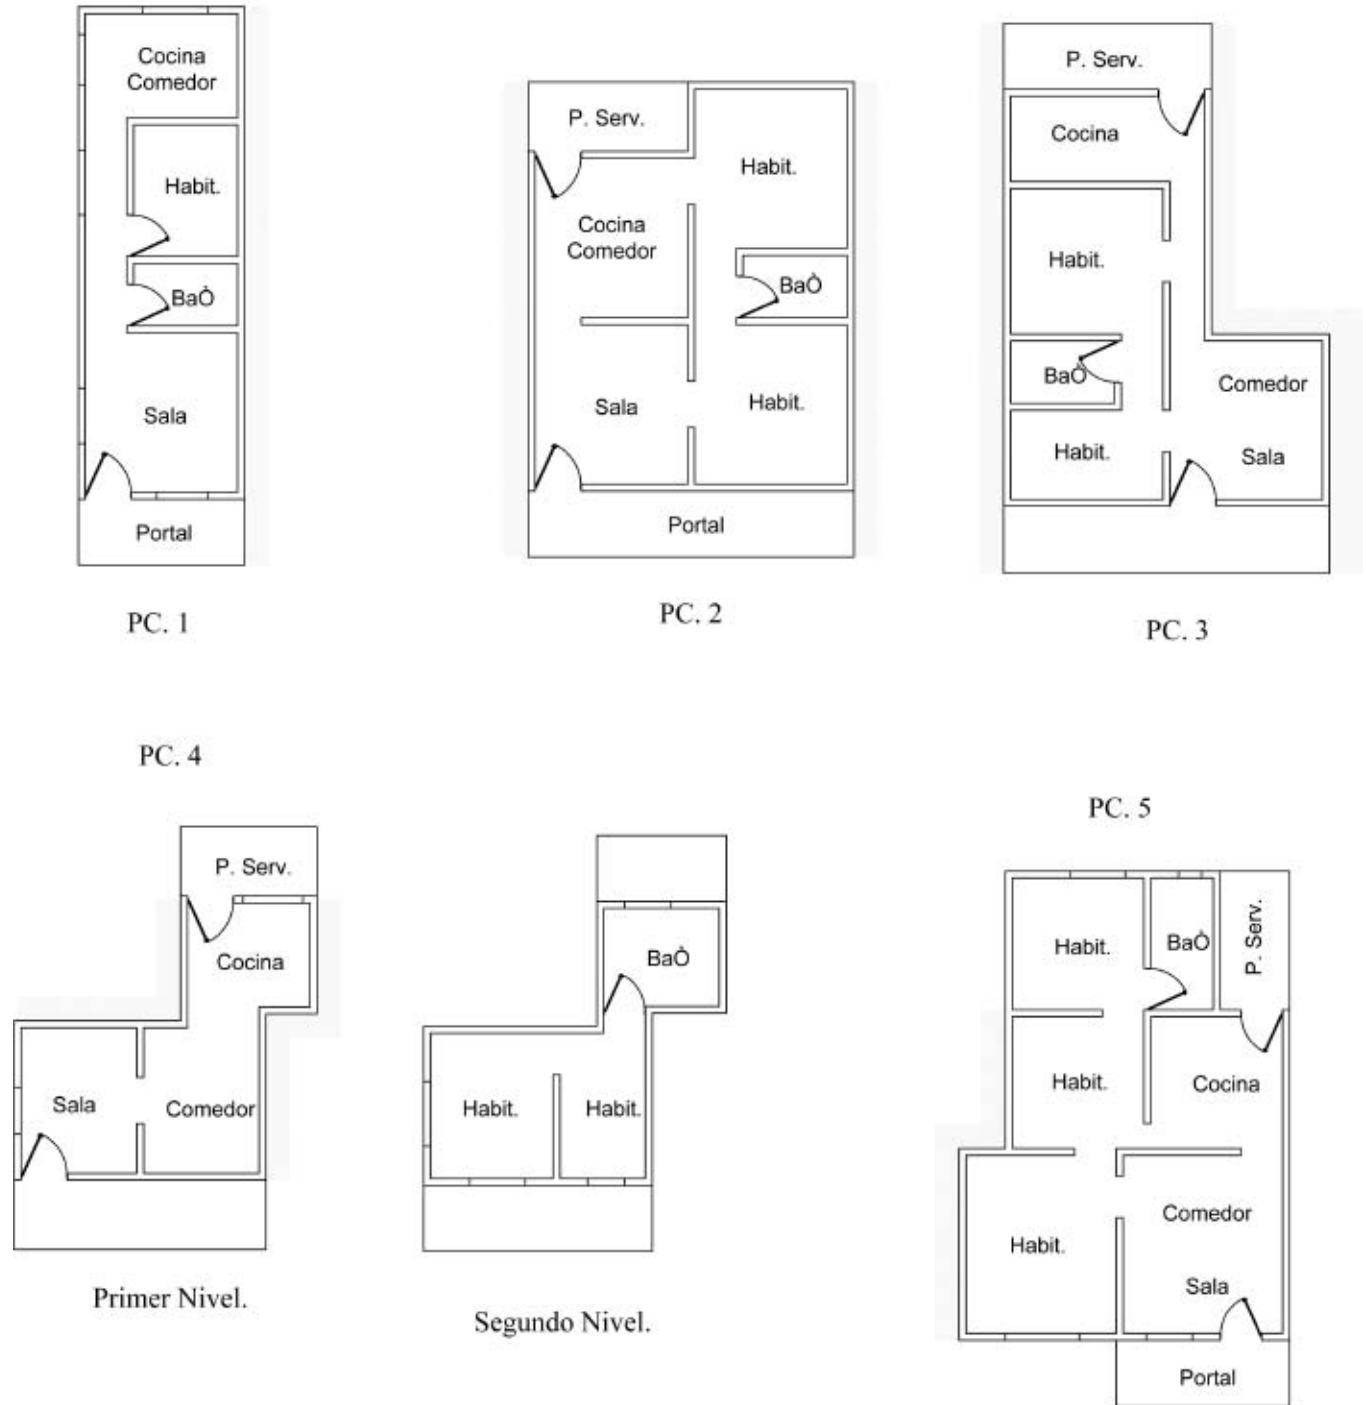 Cocina
Comedor
Habit.
BaÒ
Sala
Portal
PC. 1
P. Serv.
Habit.
Cocina
Comedor
BaÒ
Sala
Habit.
Portal
PC. 2
P. Serv.
Cocina
Habit.
BaÒ
Comedor
Habit.
Sala
PC. 3
PC. 4
P. Serv.
Cocina
Sala
Comedor
Primer Nivel.
BaÒ
Habit.
Habit.
Segundo Nivel.
PC. 5
Habit.
BaÒ
P. Serv.
Habit.
Cocina
Comedor
Habit.
Sala
Portal